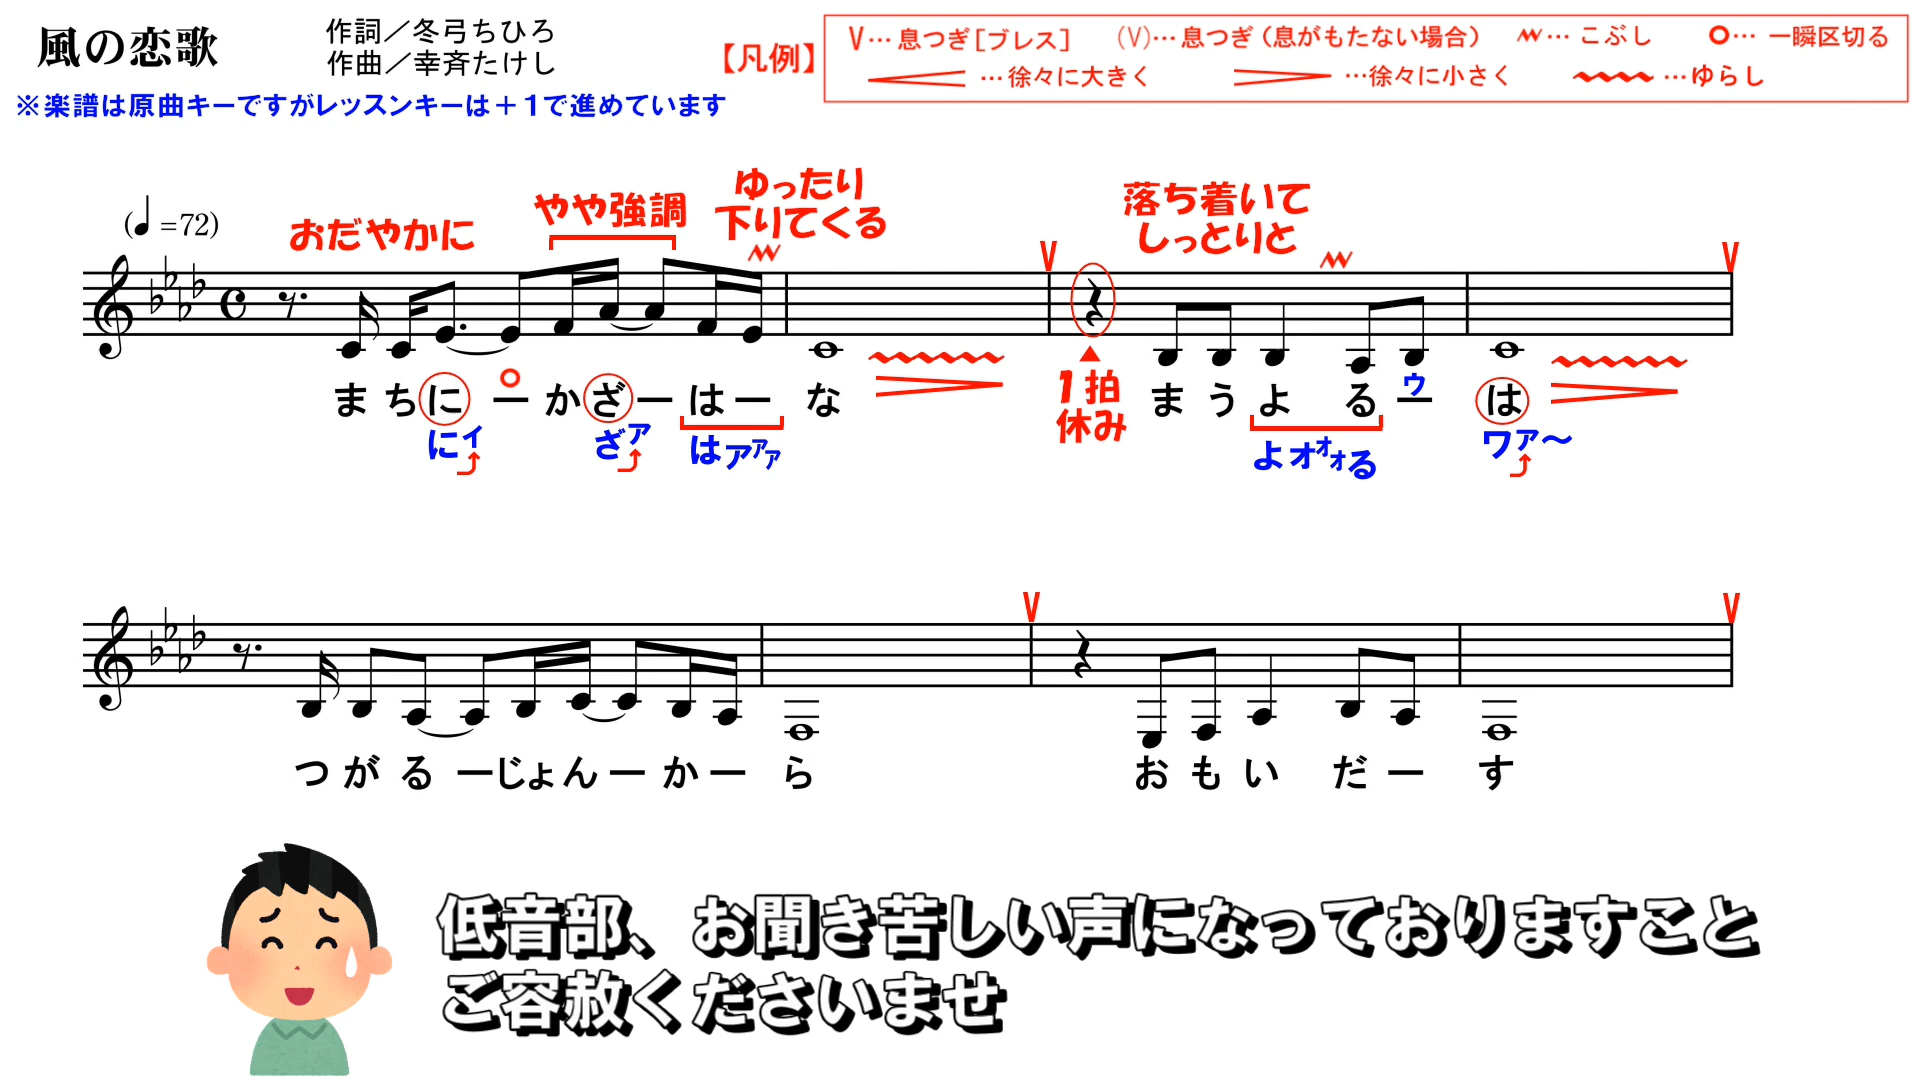 風の恋歌
作詞／冬弓ちひろ
作曲／幸斉たけし
※楽譜は原曲キーですがレッスンキーは＋1で進めています
【凡例】
V… 息つぎ[ブレス] (V)… 息つぎ（息がもたない場合） … こぶし … 一瞬区切る
… 徐々に大きく …徐々に小さく …ゆらし
(♩=72)
おだやかに
やや強調
ゆったり
下りてくる
落ち着いて
しっとりと
V V
まちにーかざーはーな
1拍
休み
まうよるーは
ゥ
にィ ざァ はアァァ よオォォる ワァ〜
V V
つがるーじょんーかーら おもいだーす
低音部、お聞き苦しい声になっておりますこと
ご容赦くださいませ